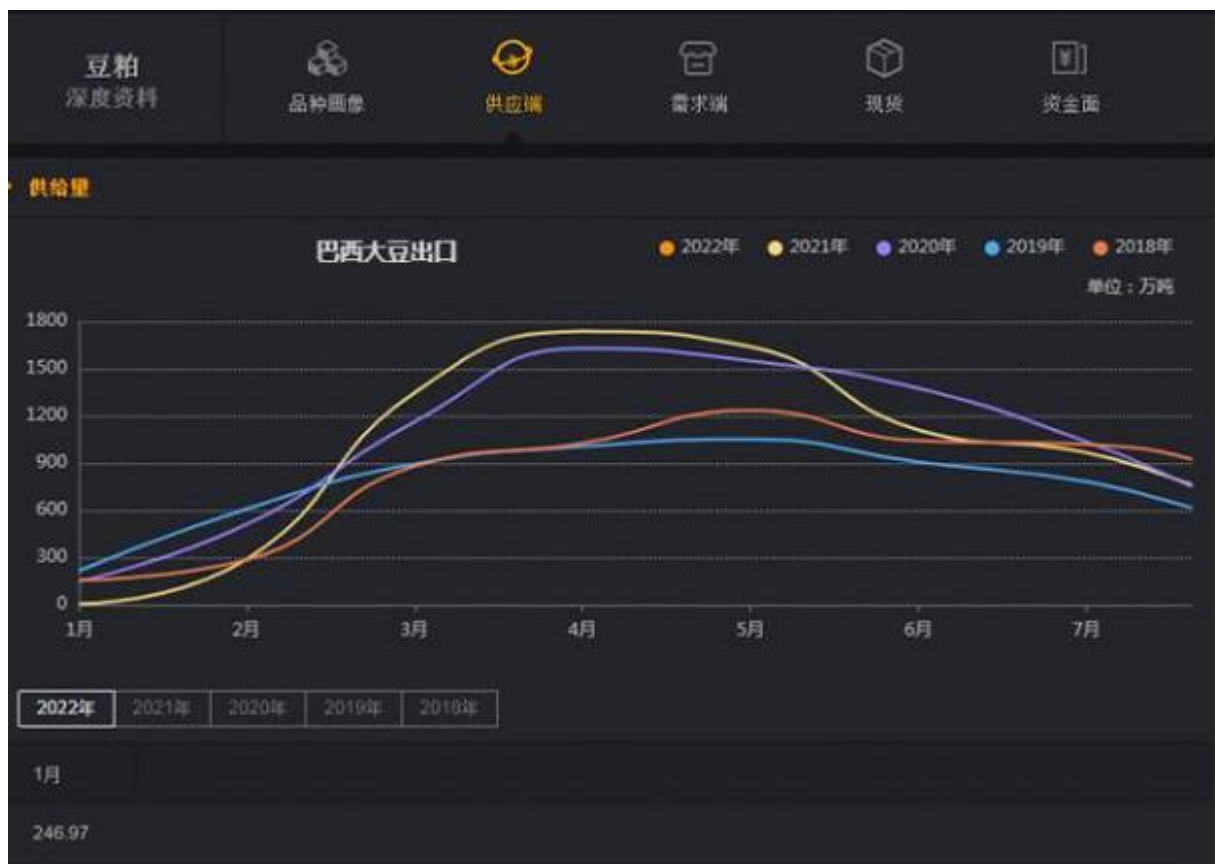 豆粕
深度资料
品种画像
供应端
需求端
现货
资金面
供给量
巴西大豆出口
2022年 2021年 2020年 2019年 2018年
单位：万吨
1800
1500
1200
900
600
300
0
1月 2月 3月 4月 5月 6月 7月
2022年 2021年 2020年 2019年 2018年
1月
246.97